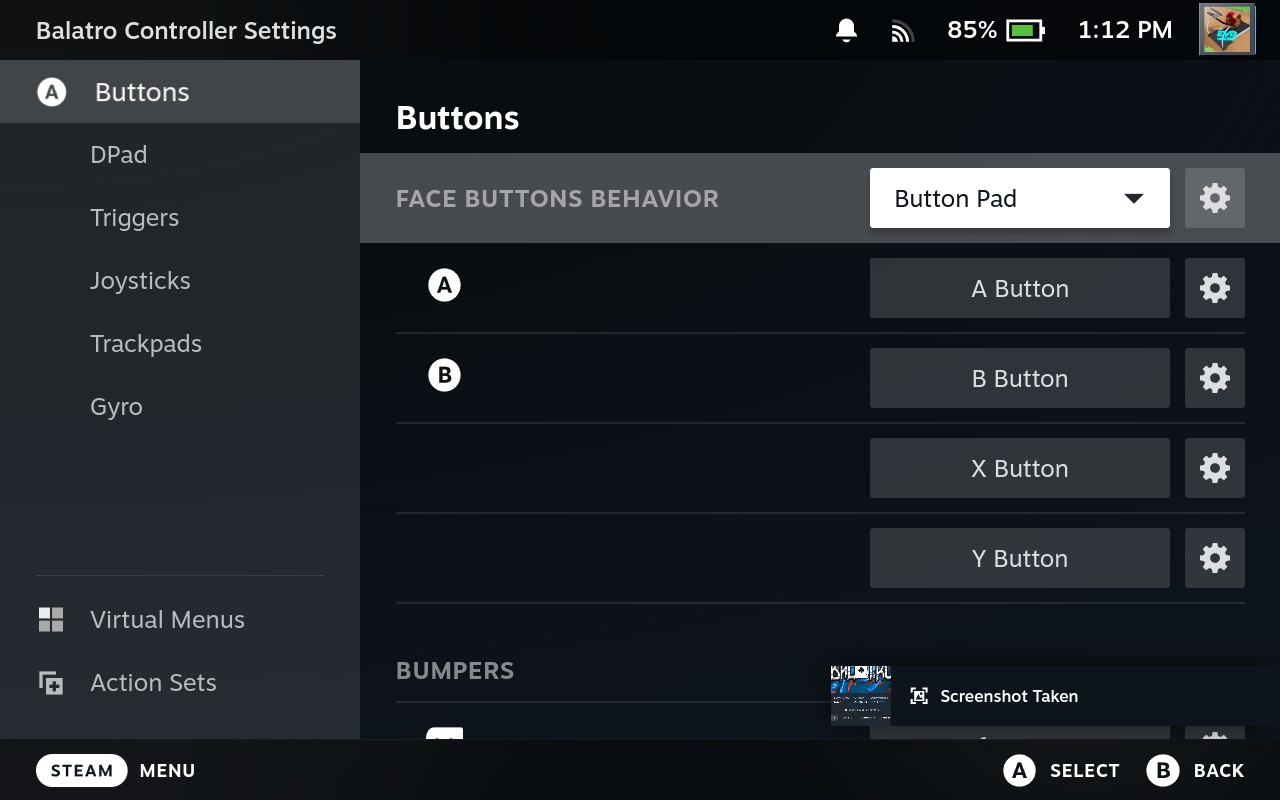 Balatro Controller Settings
85%
1:12 PM
A Buttons
DPad
Triggers
Joysticks
Trackpads
Gyro
Virtual Menus
Action Sets
Buttons
FACE BUTTONS BEHAVIOR
Button Pad
A
A Button
B
B Button
X Button
Y Button
BUMPERS
Screenshot Taken
STEAM MENU
A SELECT
B BACK